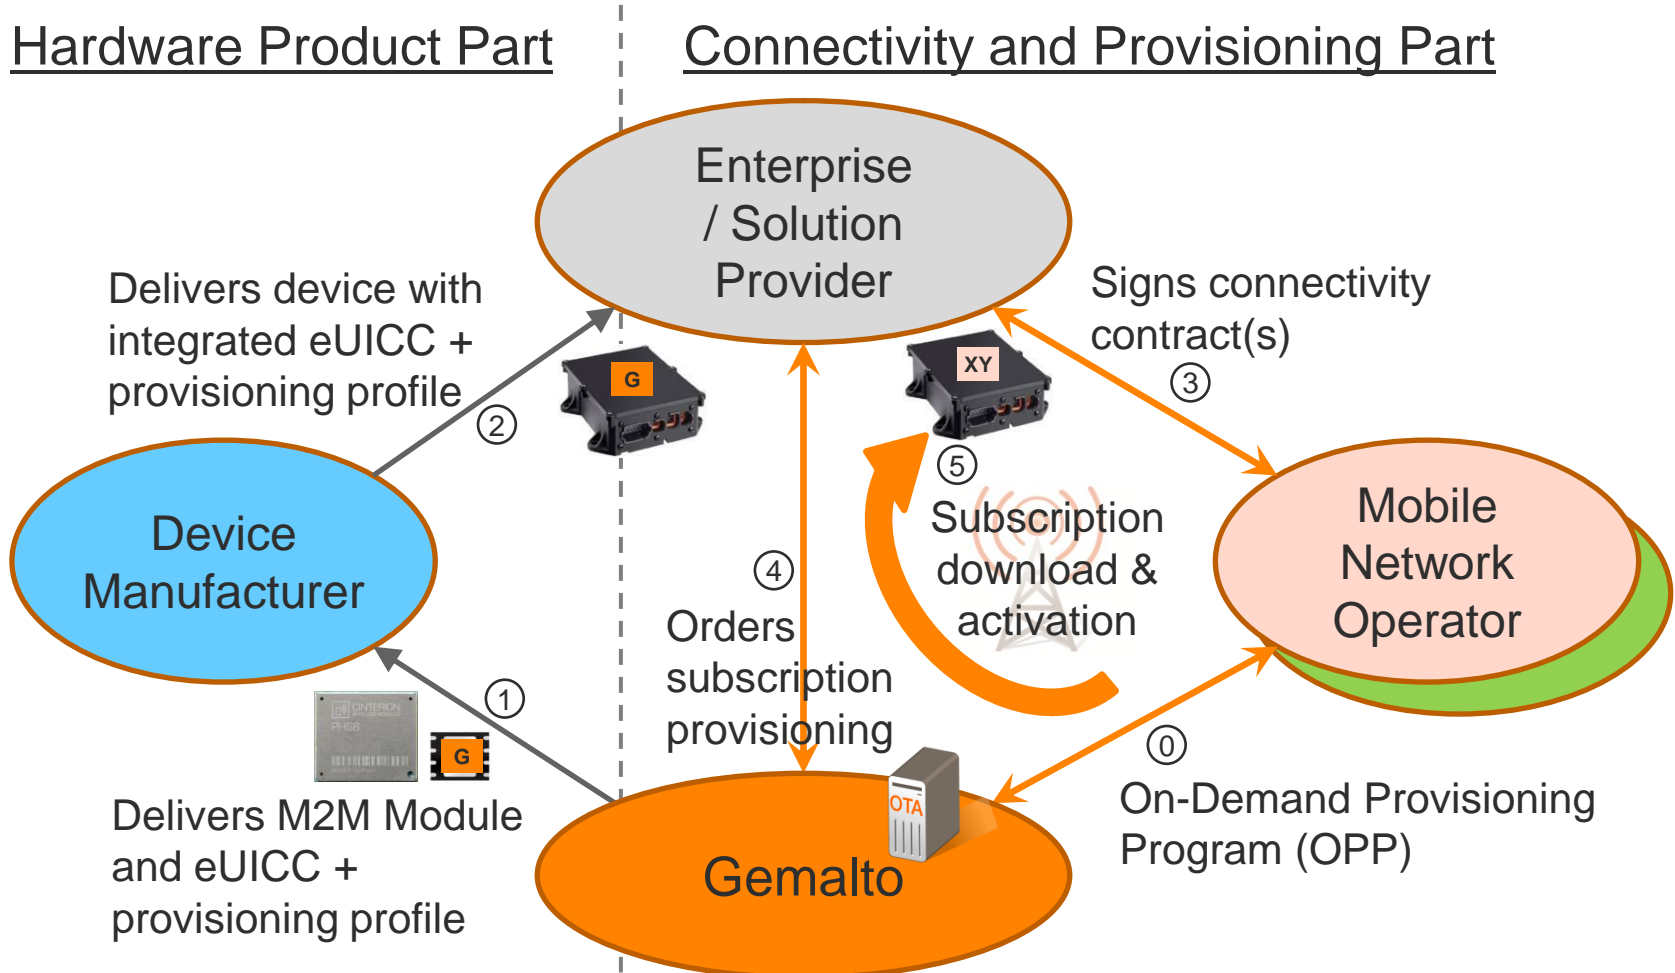 Hardware Product Part
Connectivity and Provisioning Part
Enterprise
/ Solution
Provider
Delivers device with
integrated eUICC +
provisioning profile
2
G
XY
Signs connectivity
contract(s)
3
5
Subscription
download &
activation
Mobile
Network
Operator
Device
Manufacturer
4
Orders
subscription
provisioning
1
CINTERION
PHS8
G
Delivers M2M Module
and eUICC +
provisioning profile
OTA
Gemalto
0
On-Demand Provisioning
Program (OPP)